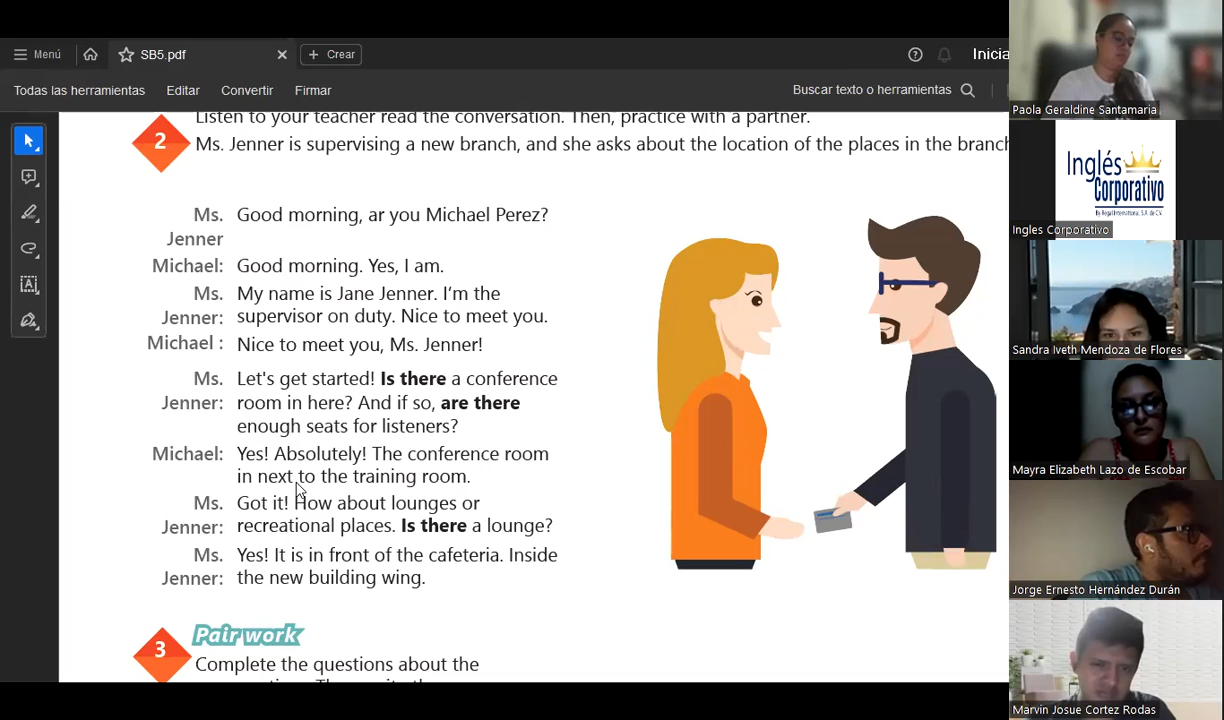 Menú
SB5.pdf
Crear
Inicia
Todas las herramientas
Editar
Convertir
Firmar
Buscar texto o herramientas
2
Listen to your teacher read the conversation. Then, practice with a partner.
Ms. Jenner is supervising a new branch, and she asks about the location of the places in the branch
Ms. Jenner
Good morning, ar you Michael Perez?
Michael:
Good morning. Yes, I am.
Ms. Jenner:
My name is Jane Jenner. I'm the
supervisor on duty. Nice to meet you.
Michael :
Nice to meet you, Ms. Jenner!
Ms. Jenner:
Let's get started! Is there a conference
room in here? And if so, are there
enough seats for listeners?
Michael:
Yes! Absolutely! The conference room
in next to the training room.
Ms. Jenner:
Got it! How about lounges or
recreational places. Is there a lounge?
Ms. Jenner:
Yes! It is in front of the cafeteria. Inside
the new building wing.
3
Pair work
Complete the questions about the
Paola Geraldine Santamaria
Inglés
Corporativo
By Regal International, S.A. de C.V.
Ingles Corporativo
Sandra Iveth Mendoza de Flores
Mayra Elizabeth Lazo de Escobar
Jorge Ernesto Hernández Durán
Marvin Josue Cortez Rodas